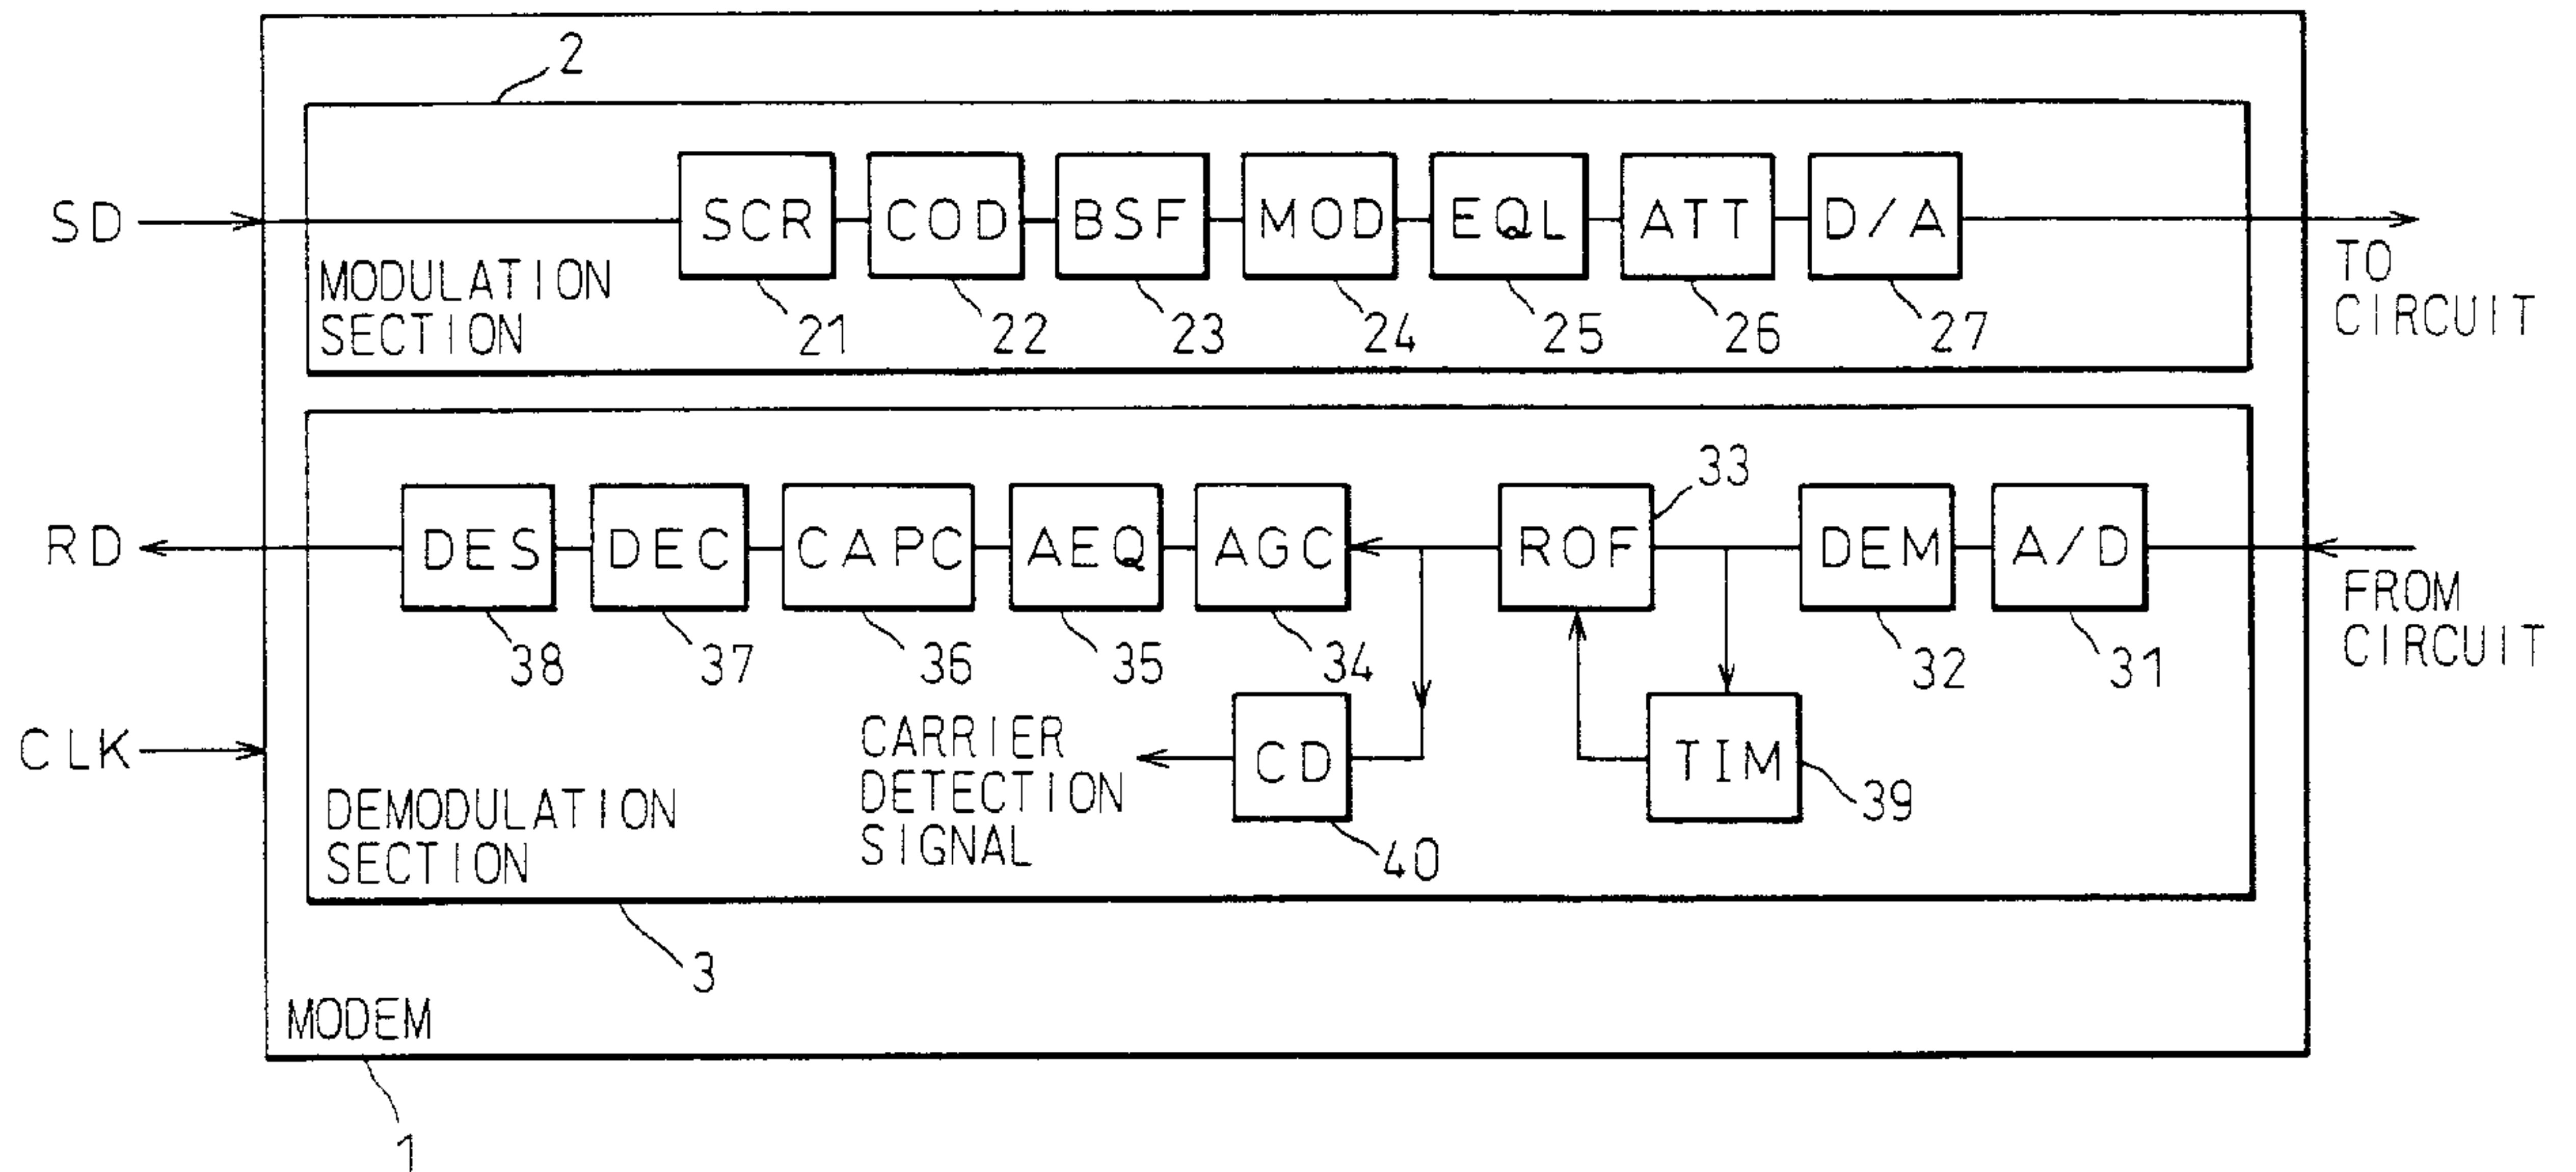 2
SD
SCR
COD
BSF
MOD
EQL
ATT
D/A
TO
CIRCUIT
MODULATION
SECTION
21
22
23
24
25
26
27
33
RD
DES
DEC
CAPC
AEQ
AGC
ROF
DEM
A/D
FROM
CIRCUIT
38
37
36
35
34
32
31
CLK
CARRIER
DETECTION
SIGNAL
CD
TIM
39
40
DEMODULATION
SECTION
3
MODEM
1